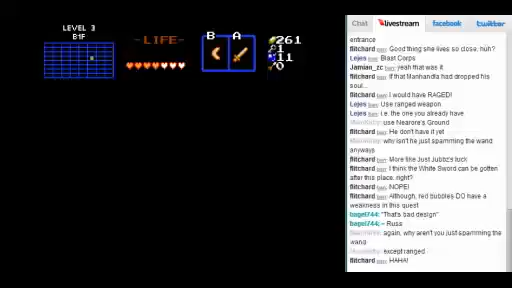 LEVEL 3
B1F
-LIFE-
B A
261
1
11
0
Chat livestream facebook twitter
entrance
flitchard: Good thing she lives so close, huh?
Lejes: Blast Corps
Jamian_zc: yeah that was it
flitchard: If that Manhandla had dropped his
soul...
flitchard: I would have RAGED!
Lejes: Use ranged weapon.
Lejes: i.e. the one you already have
use Nearore's Ground
flitchard: He don't have it yet
why isn't he just spamming the wand
anyways
flitchard: More like Just Jubbz's luck
flitchard: I think the White Sword can be gotten
after this place, right?
flitchard: NOPE!
flitchard: Although, red bubbles DO have a
weakness in this quest
bagel744: "That's bad design"
bagel744: - Russ
again, why aren't you just spamming the
wand
except ranged
flitchard: HAHA!